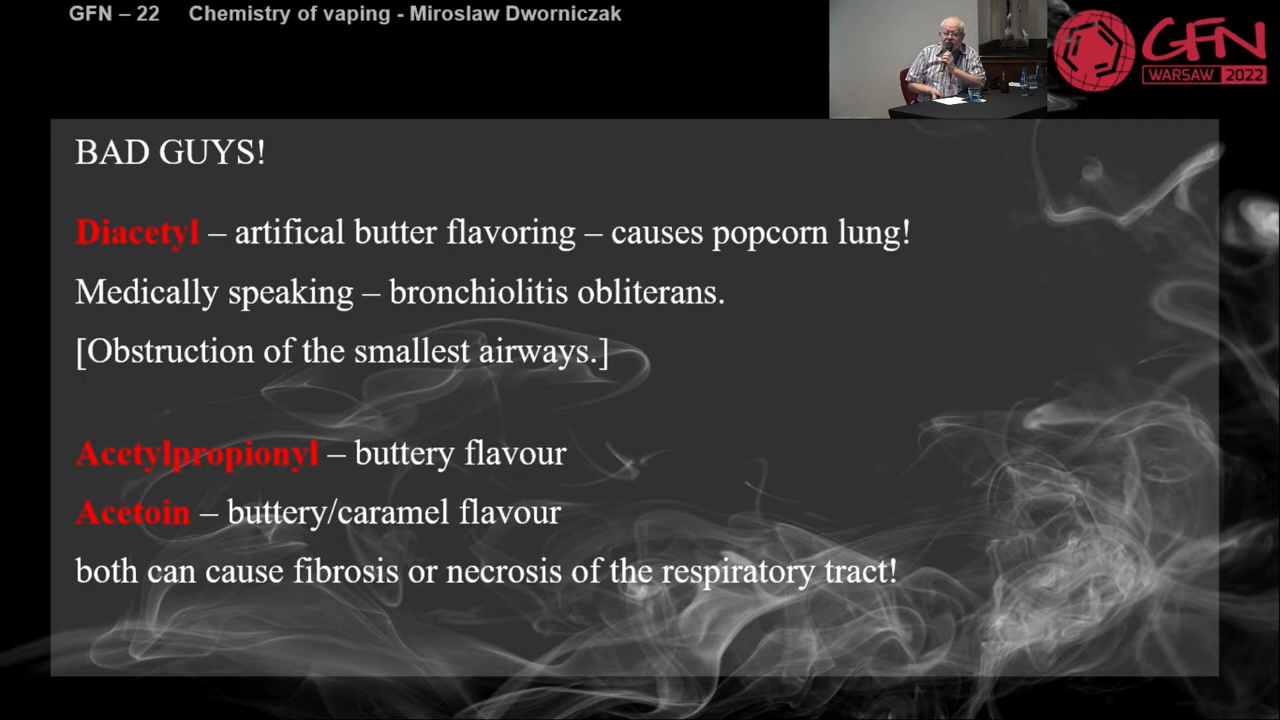 GFN – 22 Chemistry of vaping - Miroslaw Dworniczak
GFN
WARSAW 2022
BAD GUYS!
Diacetyl – artifical butter flavoring – causes popcorn lung!
Medically speaking – bronchiolitis obliterans.
[Obstruction of the smallest airways.]
Acetylpropionyl – buttery flavour
Acetoin – buttery/caramel flavour
both can cause fibrosis or necrosis of the respiratory tract!